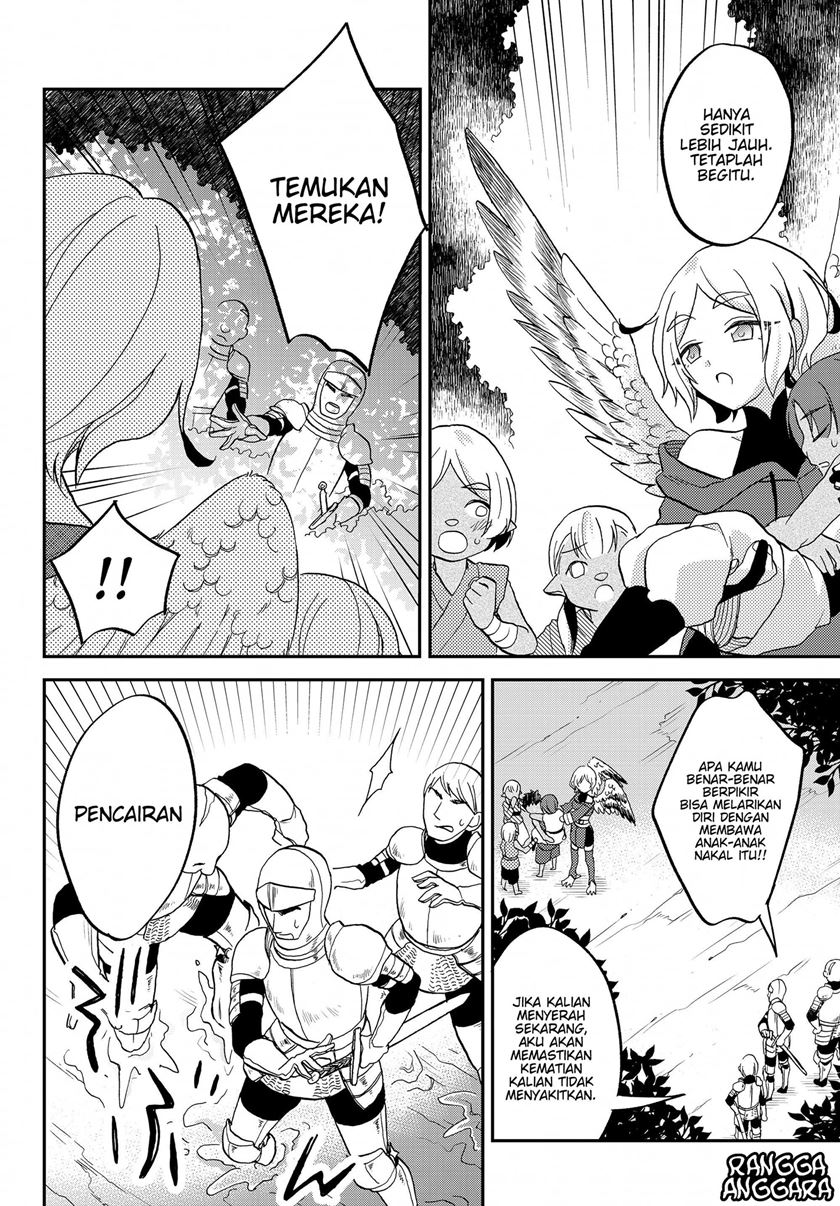 HANYA
SEDIKIT
LEBIH JAUH.
TETAPLAH
BEGITU.
TEMUKAN
MEREKA!
!!
APA KAMU
BENAR-BENAR
BERPIKIR
BISA MELARIKAN
DIRI DENGAN
MEMBAWA
ANAK-ANAK
NAKAL ITU!!
JIKA KALIAN
MENYERAH
SEKARANG,
AKU AKAN
MEMASTIKAN
KEMATIAN
KALIAN TIDAK
MENYAKITKAN.
PENCAIRAN
RANGGA
ANGGARA